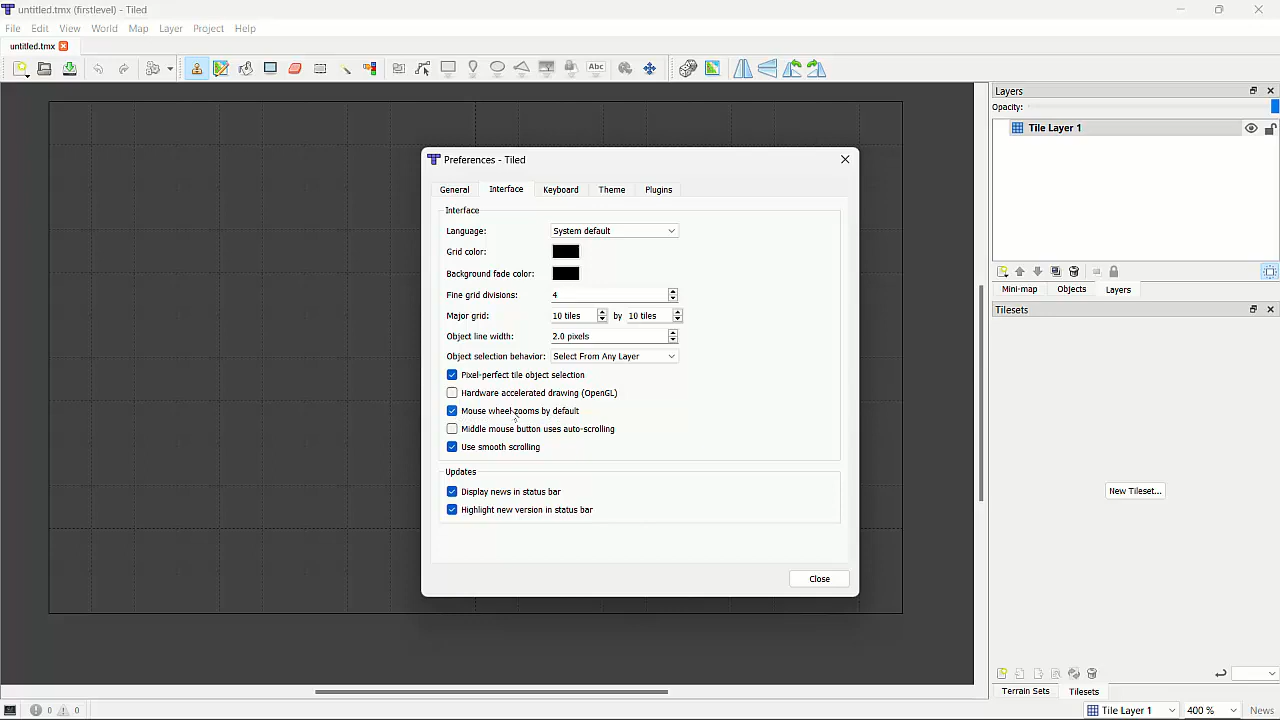 untitled.tmx (firstlevel) - Tiled
File Edit View World Map Layer Project Help
untitled.tmx
Abc
Layers
Opacity:
Tile Layer 1
Mini-map Objects Layers
Tilesets
New Tileset...
Terrain Sets Tilesets
Preferences - Tiled
General Interface Keyboard Theme Plugins
Interface
Language: System default
Grid color:
Background fade color:
Fine grid divisions: 4
Major grid: 10 tiles by 10 tiles
Object line width: 2.0 pixels
Object selection behavior: Select From Any Layer
Pixel-perfect tile object selection
Hardware accelerated drawing (OpenGL)
Mouse wheel zooms by default
Middle mouse button uses auto-scrolling
Use smooth scrolling
Updates
Display news in status bar
Highlight new version in status bar
Close
0 0 Tile Layer 1 400 % News